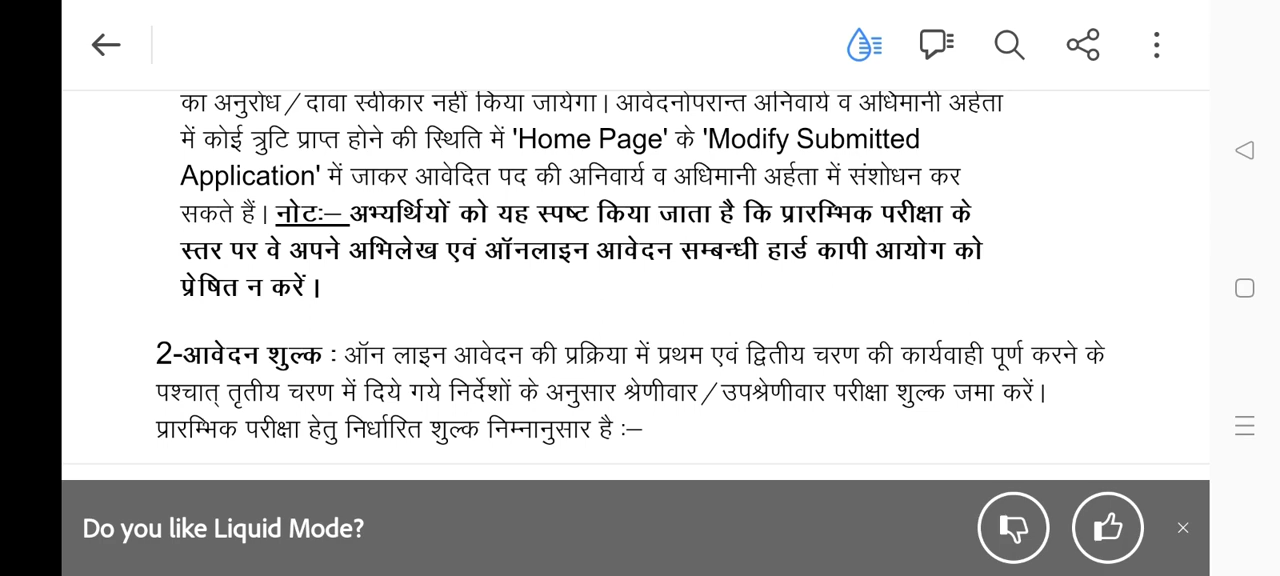 का अनुरोध/दावा स्वीकार नहीं किया जायेगा। आवेदनोपरान्त अनिवार्य व अधिमानी अर्हता
में कोई त्रुटि प्राप्त होने की स्थिति में 'Home Page' के 'Modify Submitted
Application' में जाकर आवेदित पद की अनिवार्य व अधिमानी अर्हता में संशोधन कर
सकते हैं। नोटः– अभ्यर्थियों को यह स्पष्ट किया जाता है कि प्रारम्भिक परीक्षा के
स्तर पर वे अपने अभिलेख एवं ऑनलाइन आवेदन सम्बन्धी हार्ड कापी आयोग को
प्रेषित न करें।
2-आवेदन शुल्क : ऑन लाइन आवेदन की प्रक्रिया में प्रथम एवं द्वितीय चरण की कार्यवाही पूर्ण करने के
पश्चात् तृतीय चरण में दिये गये निर्देशों के अनुसार श्रेणीवार/उपश्रेणीवार परीक्षा शुल्क जमा करें।
प्रारम्भिक परीक्षा हेतु निर्धारित शुल्क निम्नानुसार है :–
Do you like Liquid Mode?